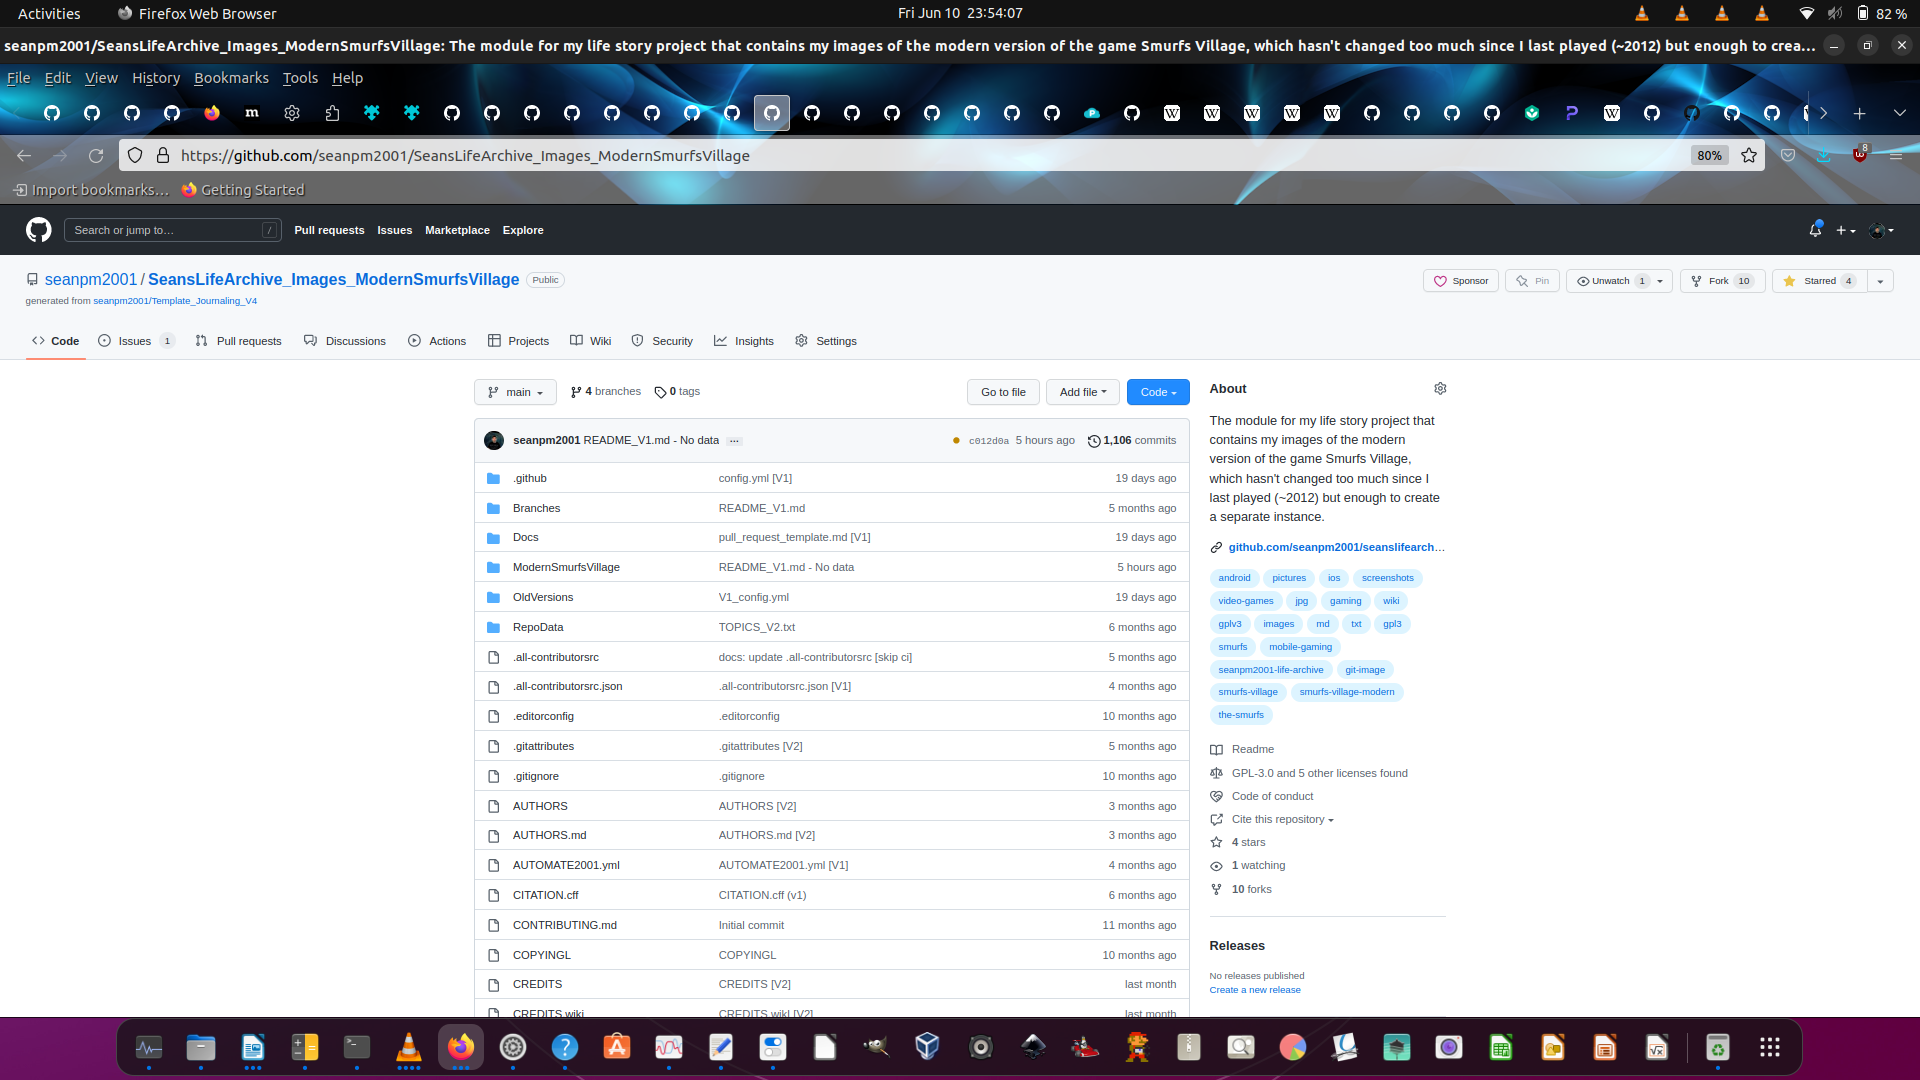 Activities Firefox Web Browser Fri Jun 10 23:54:07 82 %
seanpm2001/SeansLifeArchive_Images_ModernSmurfsVillage: The module for my life story project that contains my images of the modern version of the game Smurfs Village, which hasn't changed too much since I last played (~2012) but enough to crea…
File Edit View History Bookmarks Tools Help
https://github.com/seanpm2001/SeansLifeArchive_Images_ModernSmurfsVillage 80% 8
Import bookmarks… Getting Started
Search or jump to… / Pull requests Issues Marketplace Explore
seanpm2001 / SeansLifeArchive_Images_ModernSmurfsVillage Public Sponsor Pin Unwatch 1 Fork 10 Starred 4
generated from seanpm2001/Template_Journaling_V4
Code Issues 1 Pull requests Discussions Actions Projects Wiki Security Insights Settings
main 4 branches 0 tags Go to file Add file Code
seanpm2001 README_V1.md - No data … c012d0a 5 hours ago 1,106 commits
.github config.yml [V1] 19 days ago
Branches README_V1.md 5 months ago
Docs pull_request_template.md [V1] 19 days ago
ModernSmurfsVillage README_V1.md - No data 5 hours ago
OldVersions V1_config.yml 19 days ago
RepoData TOPICS_V2.txt 6 months ago
.all-contributorsrc docs: update .all-contributorsrc [skip ci] 5 months ago
.all-contributorsrc.json .all-contributorsrc.json [V1] 4 months ago
.editorconfig .editorconfig 10 months ago
.gitattributes .gitattributes [V2] 5 months ago
.gitignore .gitignore 10 months ago
AUTHORS AUTHORS [V2] 3 months ago
AUTHORS.md AUTHORS.md [V2] 3 months ago
AUTOMATE2001.yml AUTOMATE2001.yml [V1] 4 months ago
CITATION.cff CITATION.cff (v1) 6 months ago
CONTRIBUTING.md Initial commit 11 months ago
COPYINGL COPYINGL 10 months ago
CREDITS CREDITS [V2] last month
CREDITS.wiki CREDITS.wiki [V2] last month
About
The module for my life story project that
contains my images of the modern
version of the game Smurfs Village,
which hasn't changed too much since I
last played (~2012) but enough to create
a separate instance.
github.com/seanpm2001/seanslifearch…
android pictures ios screenshots
video-games jpg gaming wiki
gplv3 images md txt gpl3
smurfs mobile-gaming
seanpm2001-life-archive git-image
smurfs-village smurfs-village-modern
the-smurfs
Readme
GPL-3.0 and 5 other licenses found
Code of conduct
Cite this repository
4 stars
1 watching
10 forks
Releases
No releases published
Create a new release